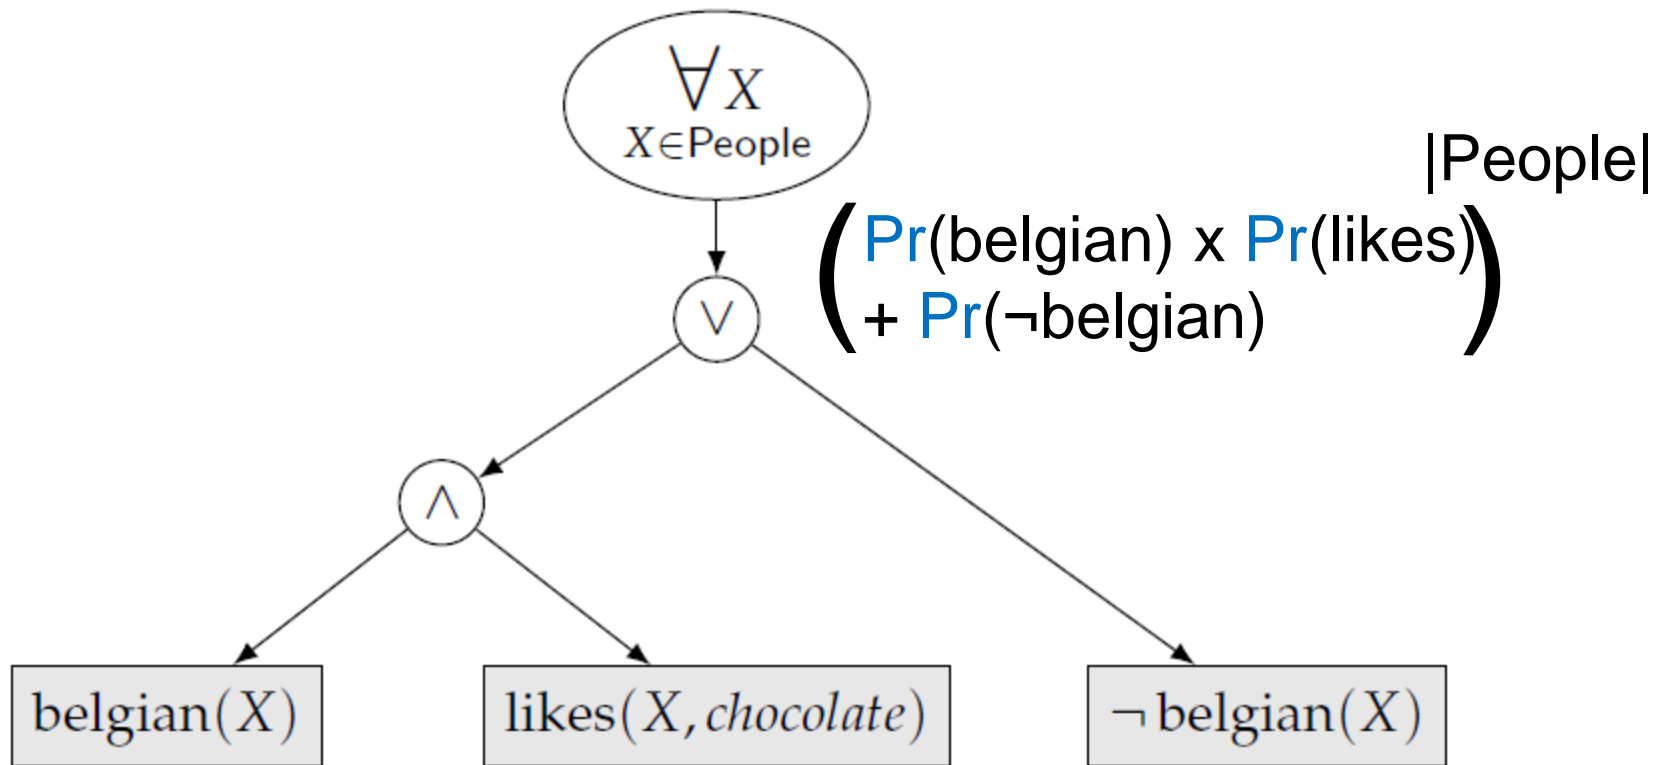 ∀X
X∈People
|People|
(Pr(belgian) x Pr(likes)
+ Pr(¬belgian))
∨
∧
belgian(X)
likes(X, chocolate)
¬ belgian(X)